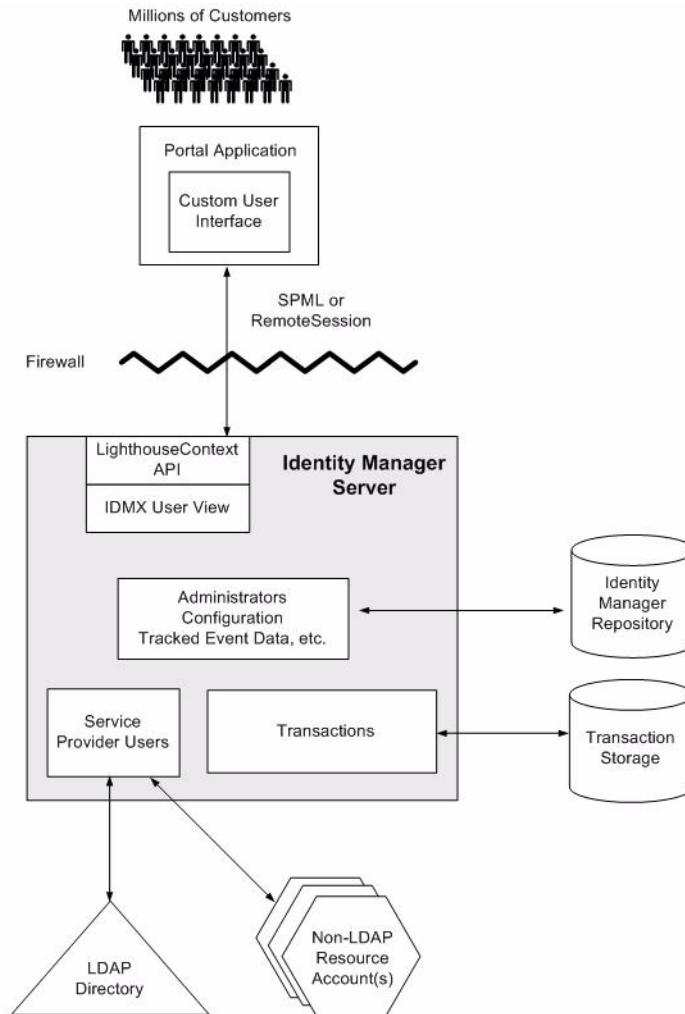 Millions of Customers
Portal Application
Custom User
Interface
SPML or
RemoteSession
Firewall
LighthouseContext
API
IDMX User View
Identity Manager
Server
Administrators
Configuration
Tracked Event Data, etc.
Identity
Manager
Repository
Service
Provider Users
Transactions
Transaction
Storage
LDAP
Directory
Non-LDAP
Resource
Account(s)